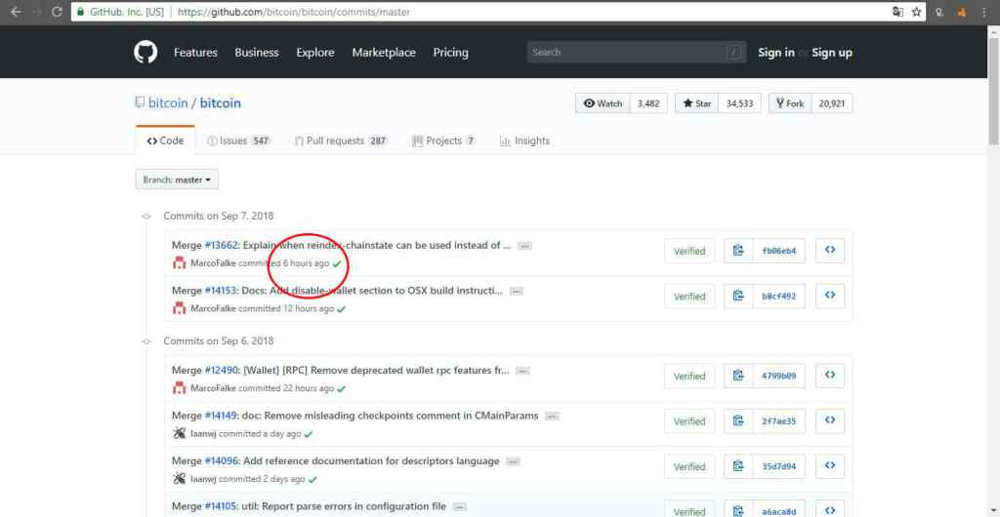 GitHub, Inc. [US] | https://github.com/bitcoin/bitcoin/commits/master
Features Business Explore Marketplace Pricing Search / Sign in or Sign up
bitcoin / bitcoin Watch 3,482 Star 34,533 Fork 20,921
Code Issues 547 Pull requests 287 Projects 7 Insights
Branch: master
Commits on Sep 7, 2018
Merge #13662: Explain when reindex-chainstate can be used instead of ... … Verified fb06eb4
MarcoFalke committed 6 hours ago
Merge #14153: Docs: Add disable-wallet section to OSX build instructi... … Verified b8cf492
MarcoFalke committed 12 hours ago
Commits on Sep 6, 2018
Merge #12490: [Wallet] [RPC] Remove deprecated wallet rpc features fr... … Verified 4799b09
MarcoFalke committed 22 hours ago
Merge #14149: doc: Remove misleading checkpoints comment in CMainParams … Verified 2f7ae35
laanwj committed a day ago
Merge #14096: Add reference documentation for descriptors language … Verified 35d7d94
laanwj committed 2 days ago
Merge #14105: util: Report parse errors in configuration file … Verified a6aca8d